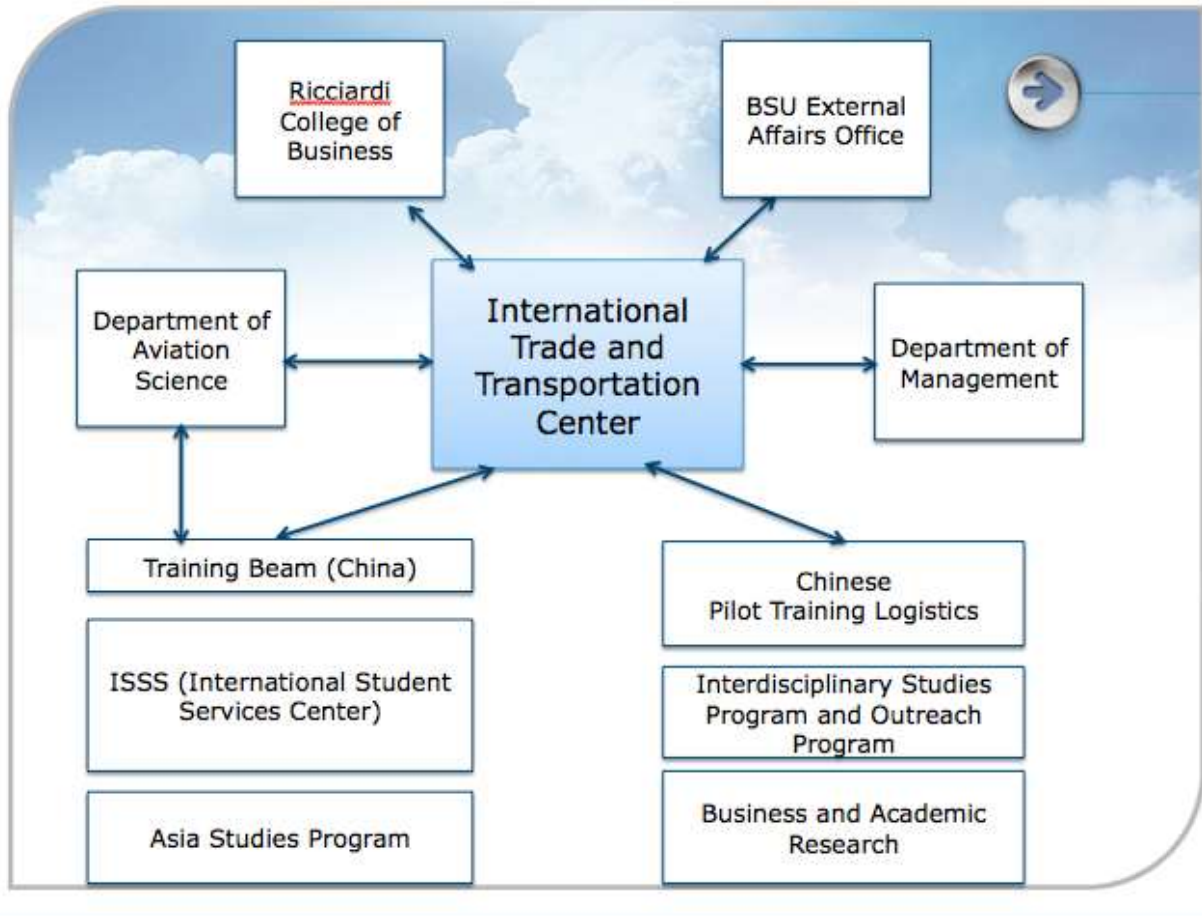 Ricciardi
College of
Business
BSU External
Affairs Office
Department of
Aviation
Science
International
Trade and
Transportation
Center
Department of
Management
Training Beam (China)
Chinese
Pilot Training Logistics
ISSS (International Student
Services Center)
Interdisciplinary Studies
Program and Outreach
Program
Asia Studies Program
Business and Academic
Research